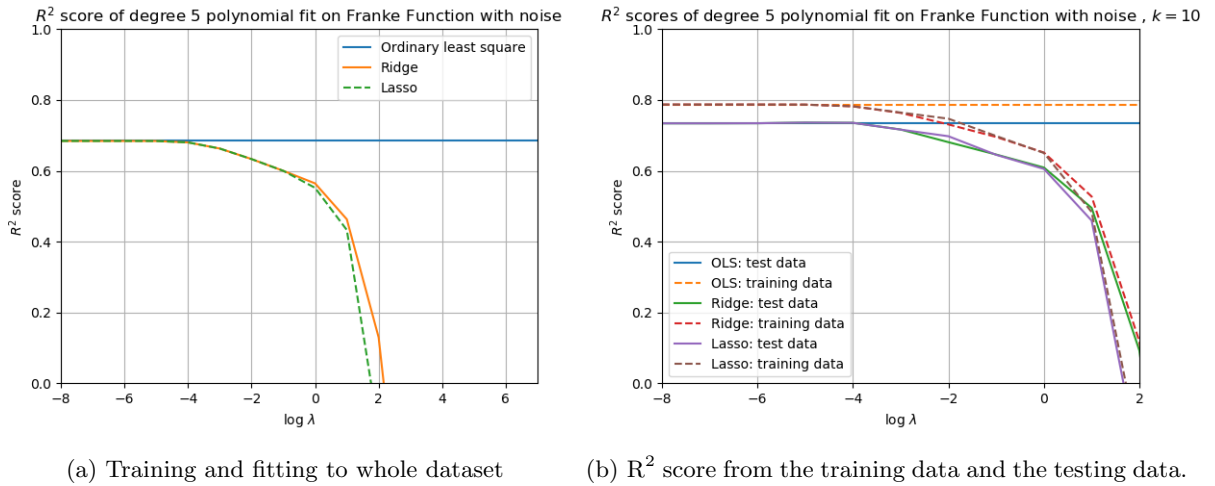 R² score of degree 5 polynomial fit on Franke Function with noise
1.0
0.8
0.6
0.4
0.2
0.0
R² score
Ordinary least square
Ridge
Lasso
−8 −6 −4 −2 0 2 4 6
log λ
(a) Training and fitting to whole dataset
R² scores of degree 5 polynomial fit on Franke Function with noise , k = 10
1.0
0.8
0.6
0.4
0.2
0.0
R² score
OLS: test data
OLS: training data
Ridge: test data
Ridge: training data
Lasso: test data
Lasso: training data
−8 −6 −4 −2 0 2
log λ
(b) R² score from the training data and the testing data.